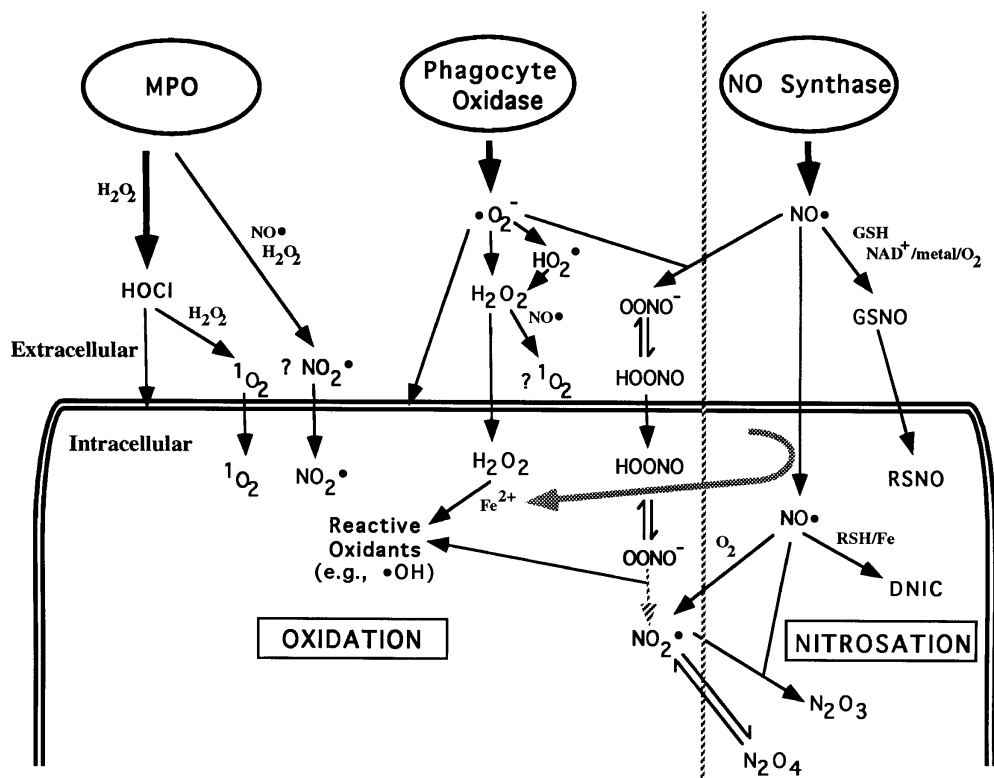 MPO
Phagocyte
Oxidase
NO Synthase
H2O2
NO•
H2O2
HOCl
H2O2
1O2
? NO2•
•O2-
HO2•
H2O2
NO•
? 1O2
OONO-
HOONO
NO•
GSH
NAD+/metal/O2
GSNO
Extracellular
Intracellular
1O2
NO2•
H2O2
Fe2+
Reactive
Oxidants
(e.g., •OH)
HOONO
OONO-
NO2•
RSNO
NO•
O2
RSH/Fe
DNIC
OXIDATION
NITROSATION
N2O3
N2O4